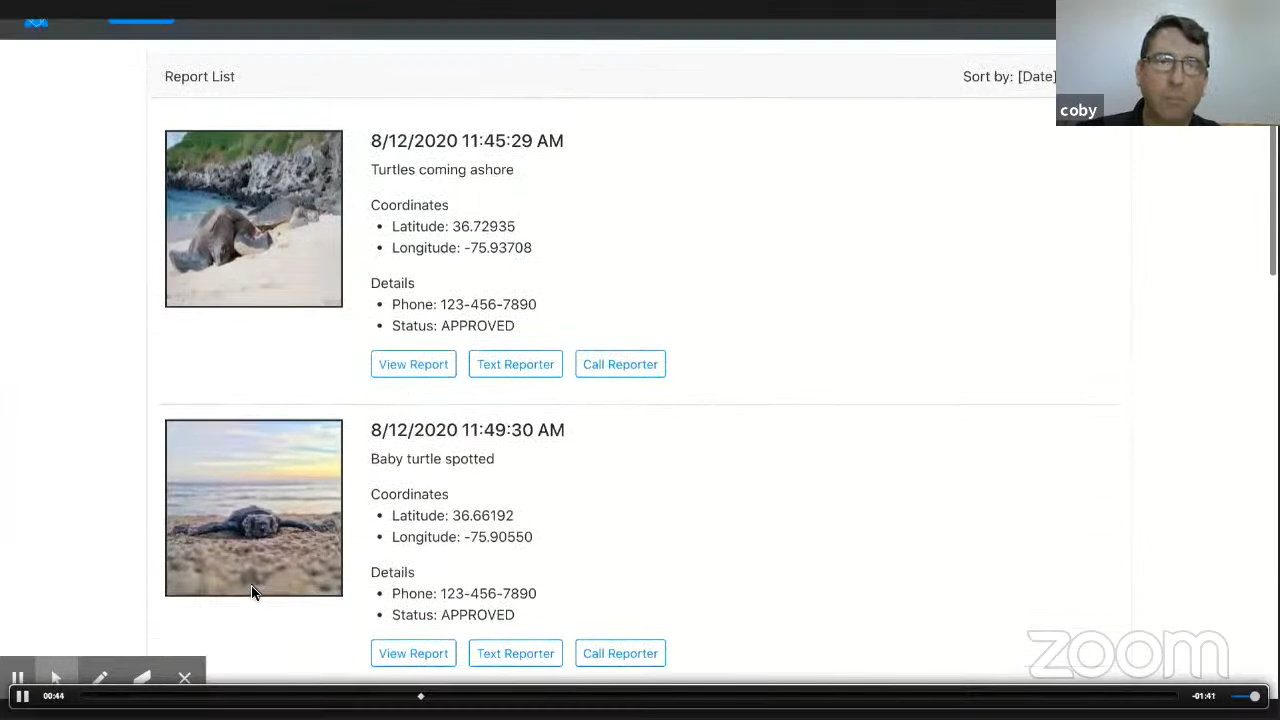 Report List
Sort by: [Date]
coby
8/12/2020 11:45:29 AM
Turtles coming ashore
Coordinates
• Latitude: 36.72935
• Longitude: -75.93708
Details
• Phone: 123-456-7890
• Status: APPROVED
View Report Text Reporter Call Reporter
8/12/2020 11:49:30 AM
Baby turtle spotted
Coordinates
• Latitude: 36.66192
• Longitude: -75.90550
Details
• Phone: 123-456-7890
• Status: APPROVED
View Report Text Reporter Call Reporter
zoom
00:44
-01:41